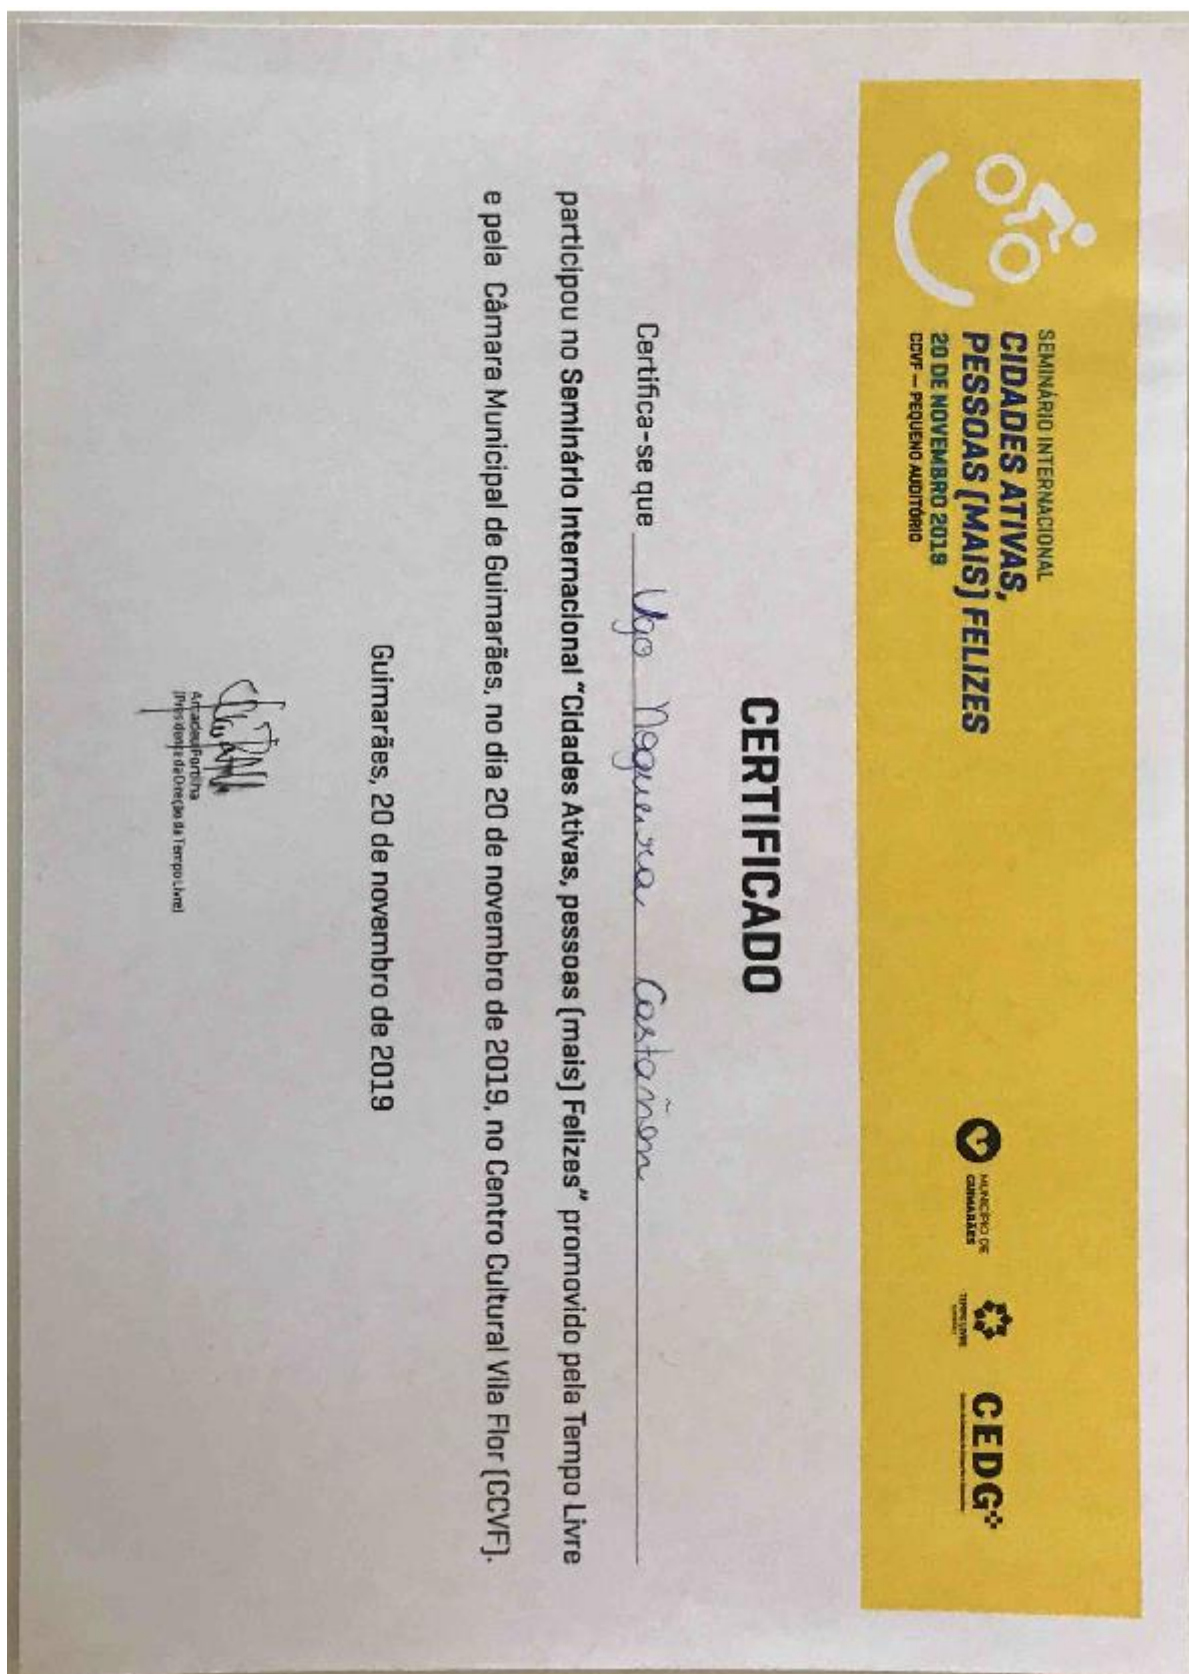 SEMINÁRIO INTERNACIONAL
CIDADES ATIVAS,
PESSOAS (MAIS) FELIZES
20 DE NOVEMBRO 2019
CCVF — PEQUENO AUDITÓRIO
MUNICÍPIO DE
GUIMARÃES
TEMPO LIVRE
CEDG
CERTIFICADO
Certifica-se que Ugo Nogueira Castañon
participou no Seminário Internacional "Cidades Ativas, pessoas (mais) Felizes" promovido pela Tempo Livre
e pela Câmara Municipal de Guimarães, no dia 20 de novembro de 2019, no Centro Cultural Vila Flor (CCVF).
Guimarães, 20 de novembro de 2019
Amadeu Portilha
(Presidente da Direção da Tempo Livre)